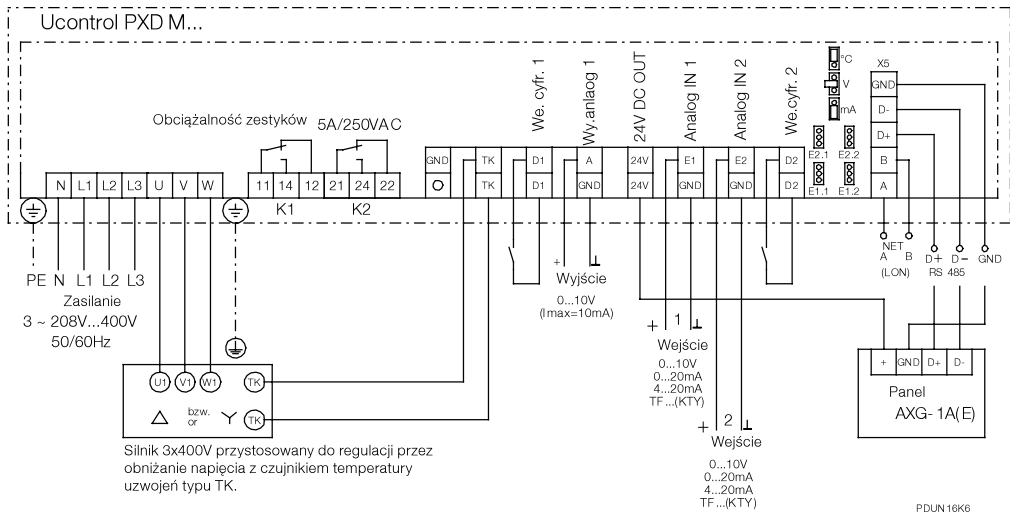 Ucontrol PXD M...
Obciążalność zestyków 5A/250VAC
We. cyfr. 1
Wy.anlaog 1
24V DC OUT
Analog IN 1
Analog IN 2
We.cyfr. 2
°C
V
mA
E2.1 E2.2
E1.1 E1.2
X5
GND
D-
D+
B
A
N L1 L2 L3 U V W
11 14 12 21 24 22
K1 K2
GND TK D1 A 24V E1 E2 D2
TK D1 GND 24V GND GND D2
PE N L1 L2 L3
Zasilanie
3 ~ 208V...400V
50/60Hz
+ ⊥
Wyjście
0...10V
(Imax=10mA)
+ 1 ⊥
Wejście
0...10V
0...20mA
4...20mA
TF...(KTY)
+ 2 ⊥
Wejście
0...10V
0...20mA
4...20mA
TF...(KTY)
NET
A B
(LON)
D+ D- GND
RS 485
+ GND D+ D-
Panel
AXG-1A(E)
U1 V1 W1 TK
bzw.
or
TK
Silnik 3x400V przystosowany do regulacji przez
obniżanie napięcia z czujnikiem temperatury
uzwojeń typu TK.
PDUN16K6